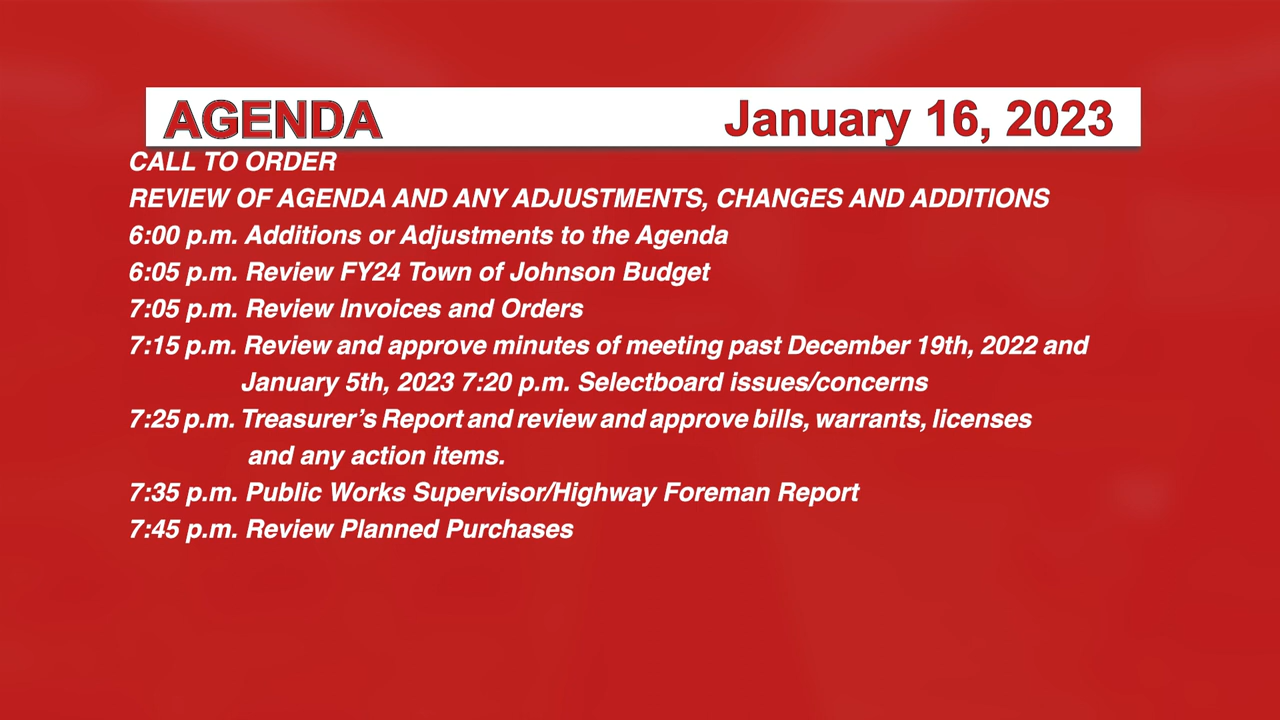 AGENDA January 16, 2023
CALL TO ORDER
REVIEW OF AGENDA AND ANY ADJUSTMENTS, CHANGES AND ADDITIONS
6:00 p.m. Additions or Adjustments to the Agenda
6:05 p.m. Review FY24 Town of Johnson Budget
7:05 p.m. Review Invoices and Orders
7:15 p.m. Review and approve minutes of meeting past December 19th, 2022 and
January 5th, 2023 7:20 p.m. Selectboard issues/concerns
7:25 p.m. Treasurer’s Report and review and approve bills, warrants, licenses
and any action items.
7:35 p.m. Public Works Supervisor/Highway Foreman Report
7:45 p.m. Review Planned Purchases